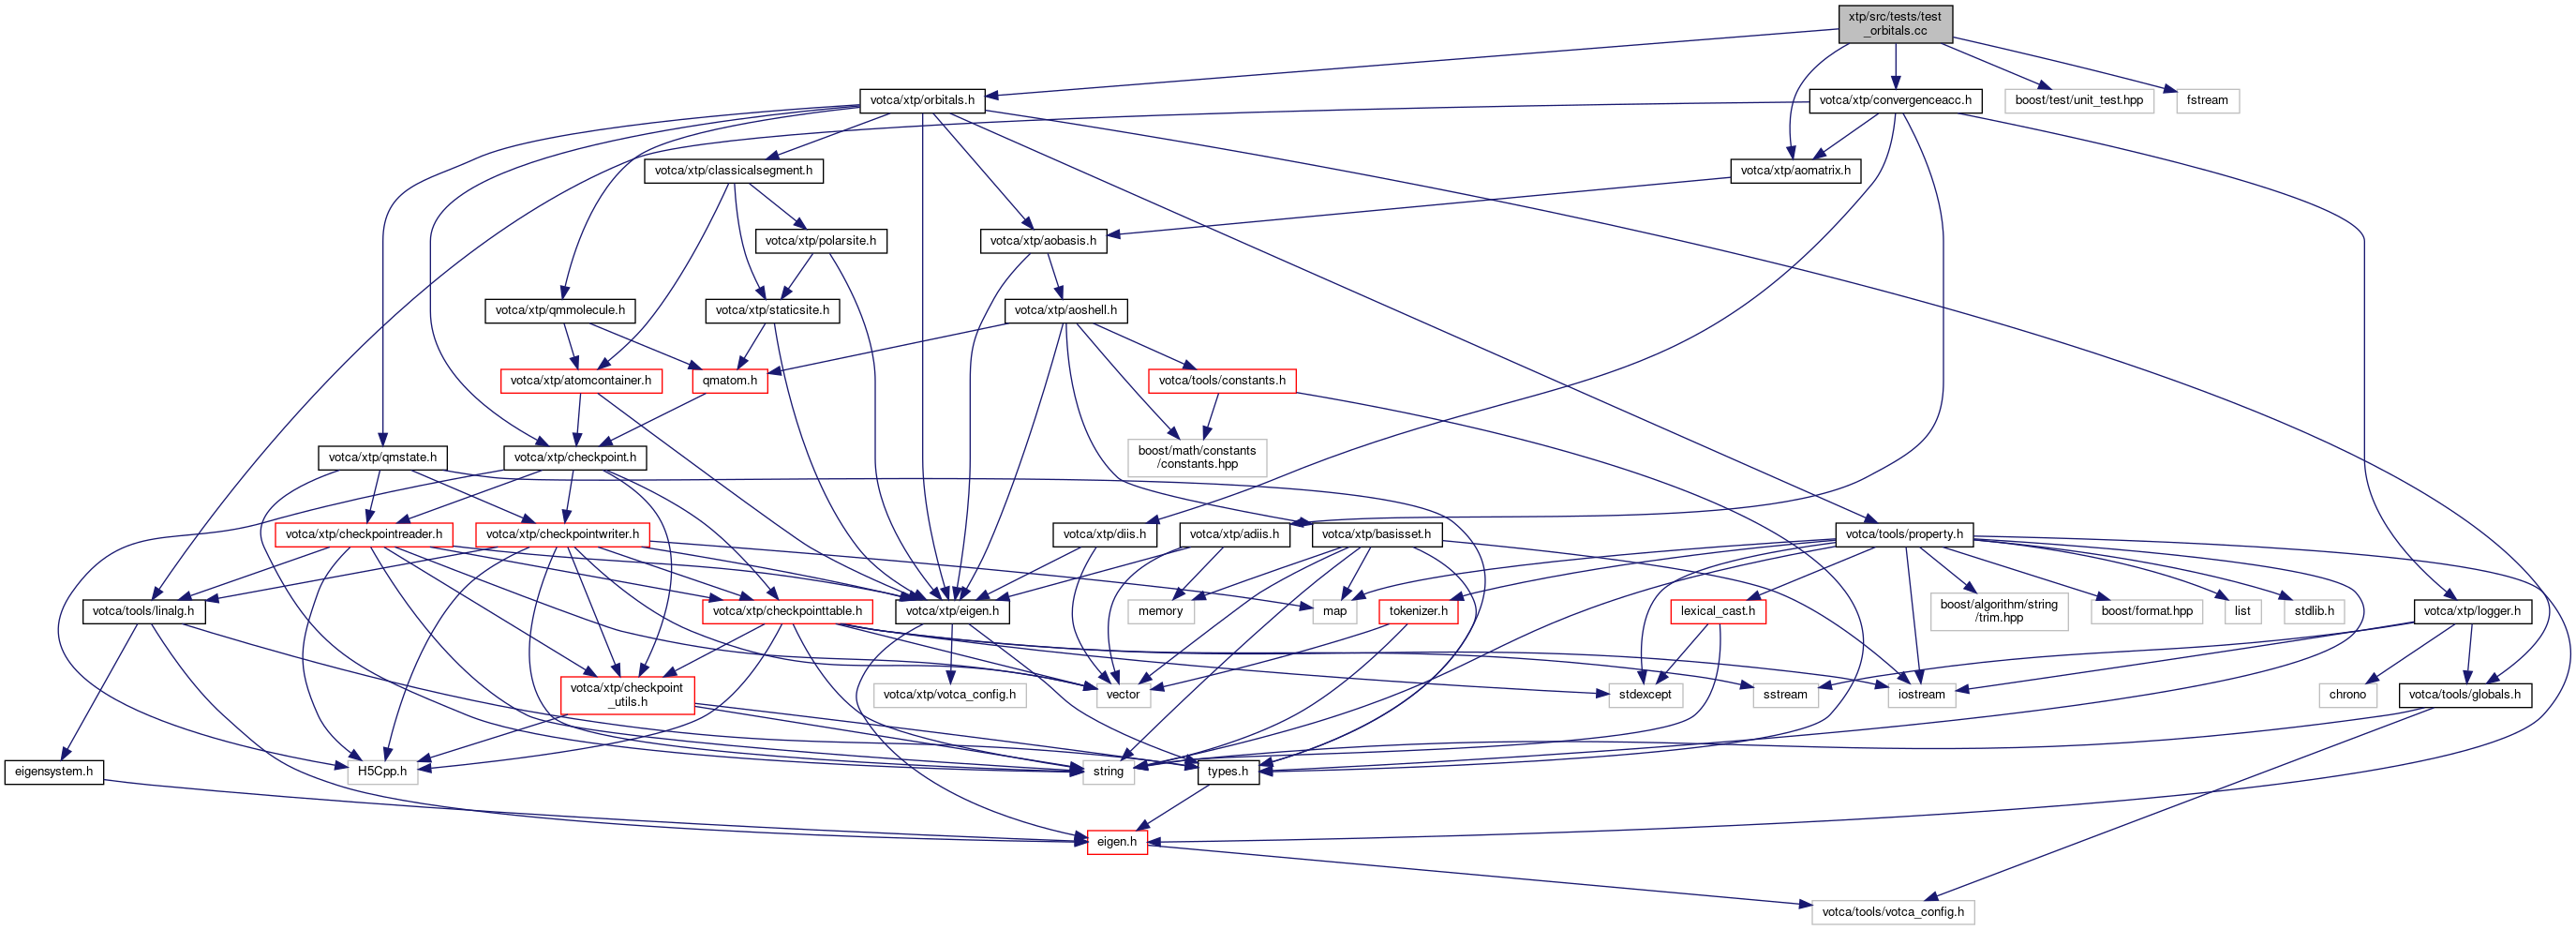 xtp/src/tests/test
_orbitals.cc
votca/xtp/orbitals.h
votca/xtp/convergenceacc.h
boost/test/unit_test.hpp
fstream
votca/xtp/classicalsegment.h
votca/xtp/aomatrix.h
votca/xtp/polarsite.h
votca/xtp/aobasis.h
votca/xtp/qmmolecule.h
votca/xtp/staticsite.h
votca/xtp/aoshell.h
votca/xtp/atomcontainer.h
qmatom.h
votca/tools/constants.h
votca/xtp/qmstate.h
votca/xtp/checkpoint.h
boost/math/constants
/constants.hpp
votca/xtp/checkpointreader.h
votca/xtp/checkpointwriter.h
votca/xtp/diis.h
votca/xtp/adiis.h
votca/xtp/basisset.h
votca/tools/property.h
votca/tools/linalg.h
votca/xtp/checkpointtable.h
votca/xtp/eigen.h
memory
map
tokenizer.h
lexical_cast.h
boost/algorithm/string
/trim.hpp
boost/format.hpp
list
stdlib.h
votca/xtp/logger.h
votca/xtp/checkpoint
_utils.h
votca/xtp/votca_config.h
vector
stdexcept
sstream
iostream
chrono
votca/tools/globals.h
eigensystem.h
H5Cpp.h
string
types.h
eigen.h
votca/tools/votca_config.h